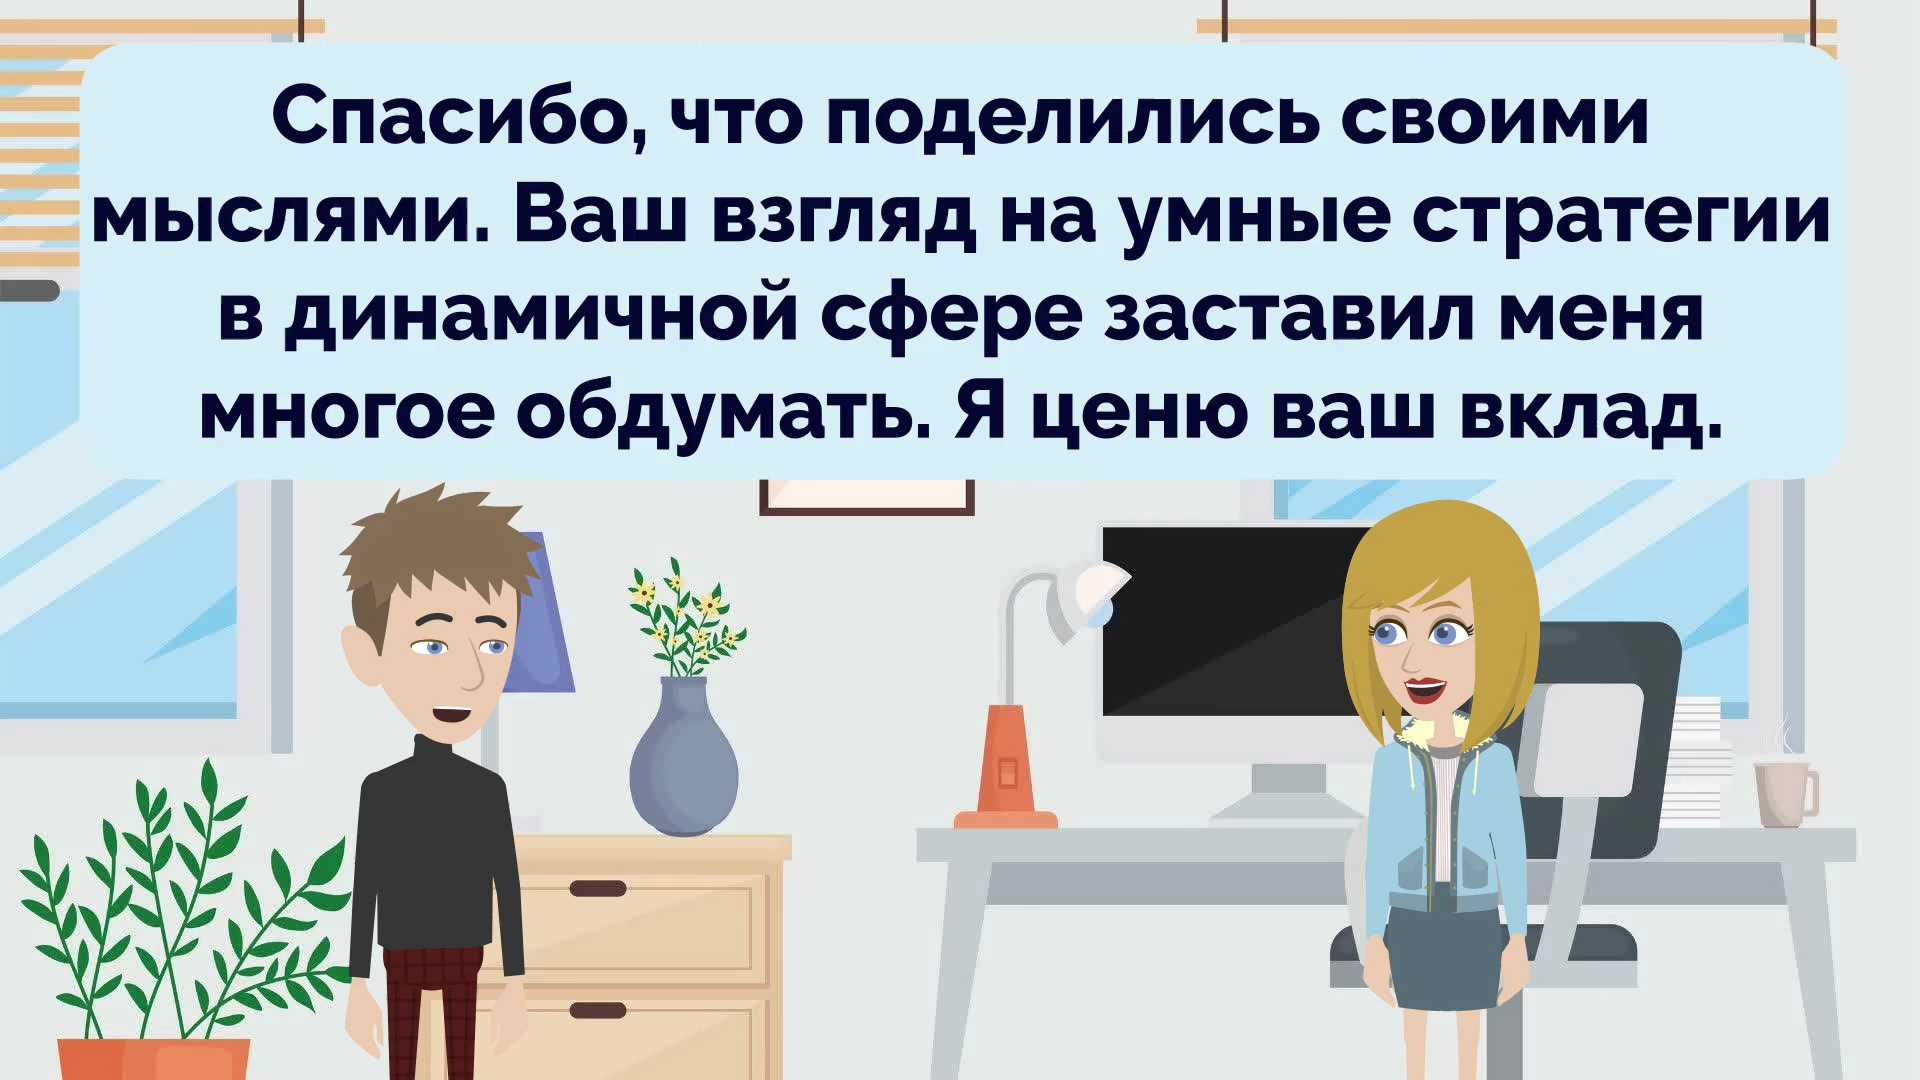 Спасибо, что поделились своими
мыслями. Ваш взгляд на умные стратегии
в динамичной сфере заставил меня
многое обдумать. Я ценю ваш вклад.